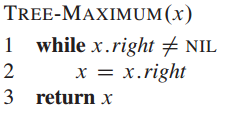 TREE-MAXIMUM(x)
1 while x.right ≠ NIL
2 x = x.right
3 return x